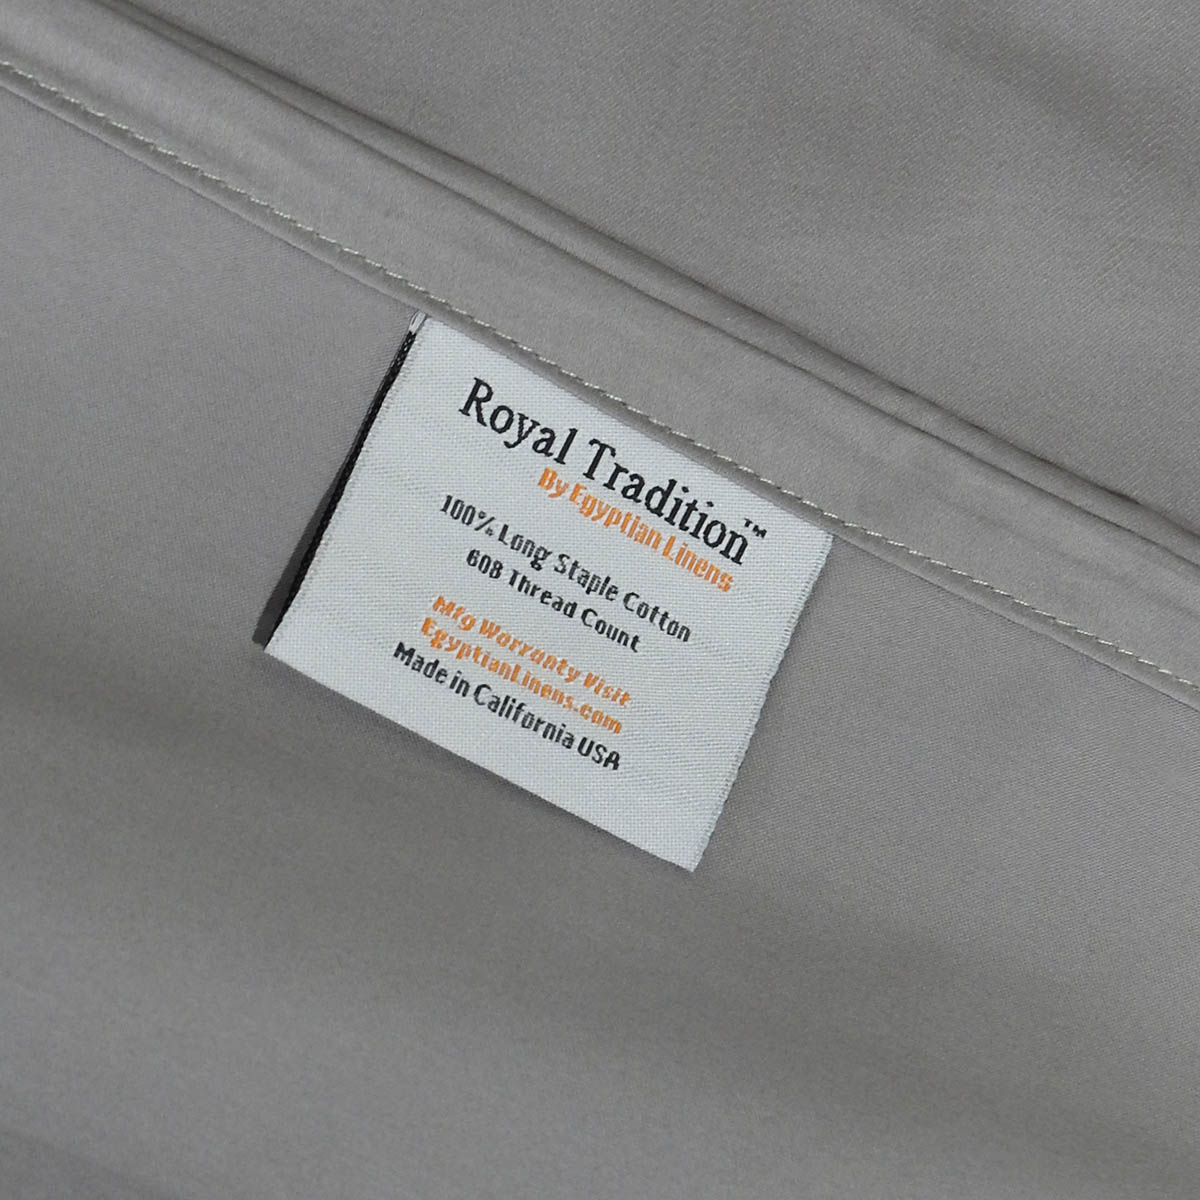 Royal Tradition™
By Egyptian Linens
100% Long Staple Cotton
608 Thread Count
Mfg Warranty Visit
EgyptianLinens.com
Made in California USA